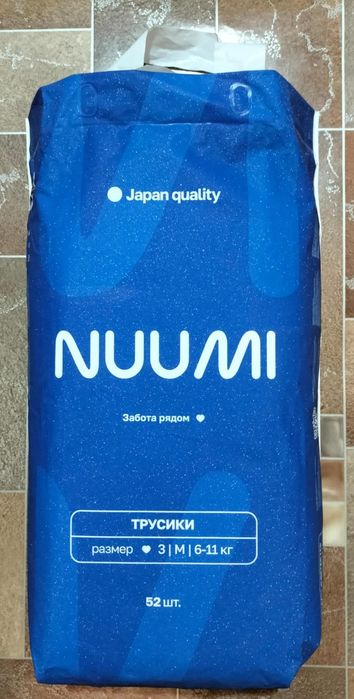 Japan quality
NUUMI
Забота рядом
ТРУСИКИ
размер 3 | M | 6-11 кг
52 шт.